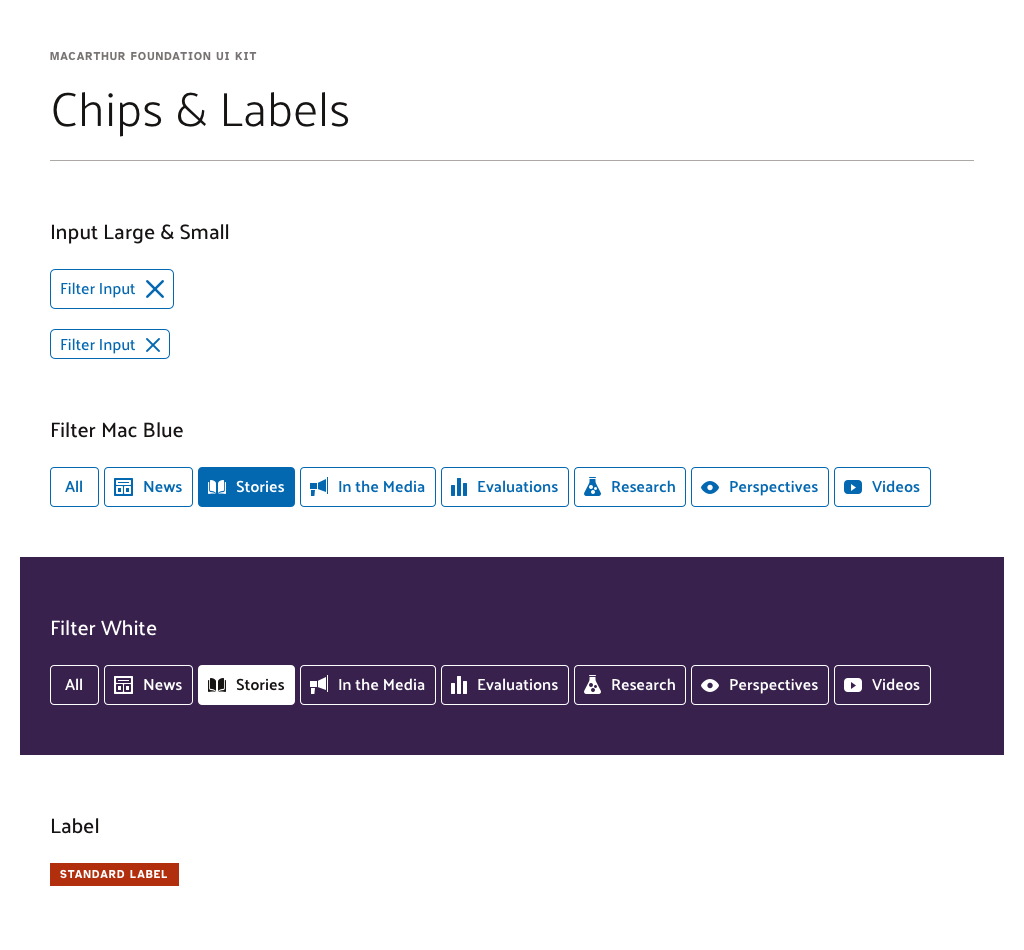 MACARTHUR FOUNDATION UI KIT
Chips & Labels
Input Large & Small
Filter Input
Filter Input
Filter Mac Blue
All News Stories In the Media Evaluations Research Perspectives Videos
Filter White
All News Stories In the Media Evaluations Research Perspectives Videos
Label
STANDARD LABEL